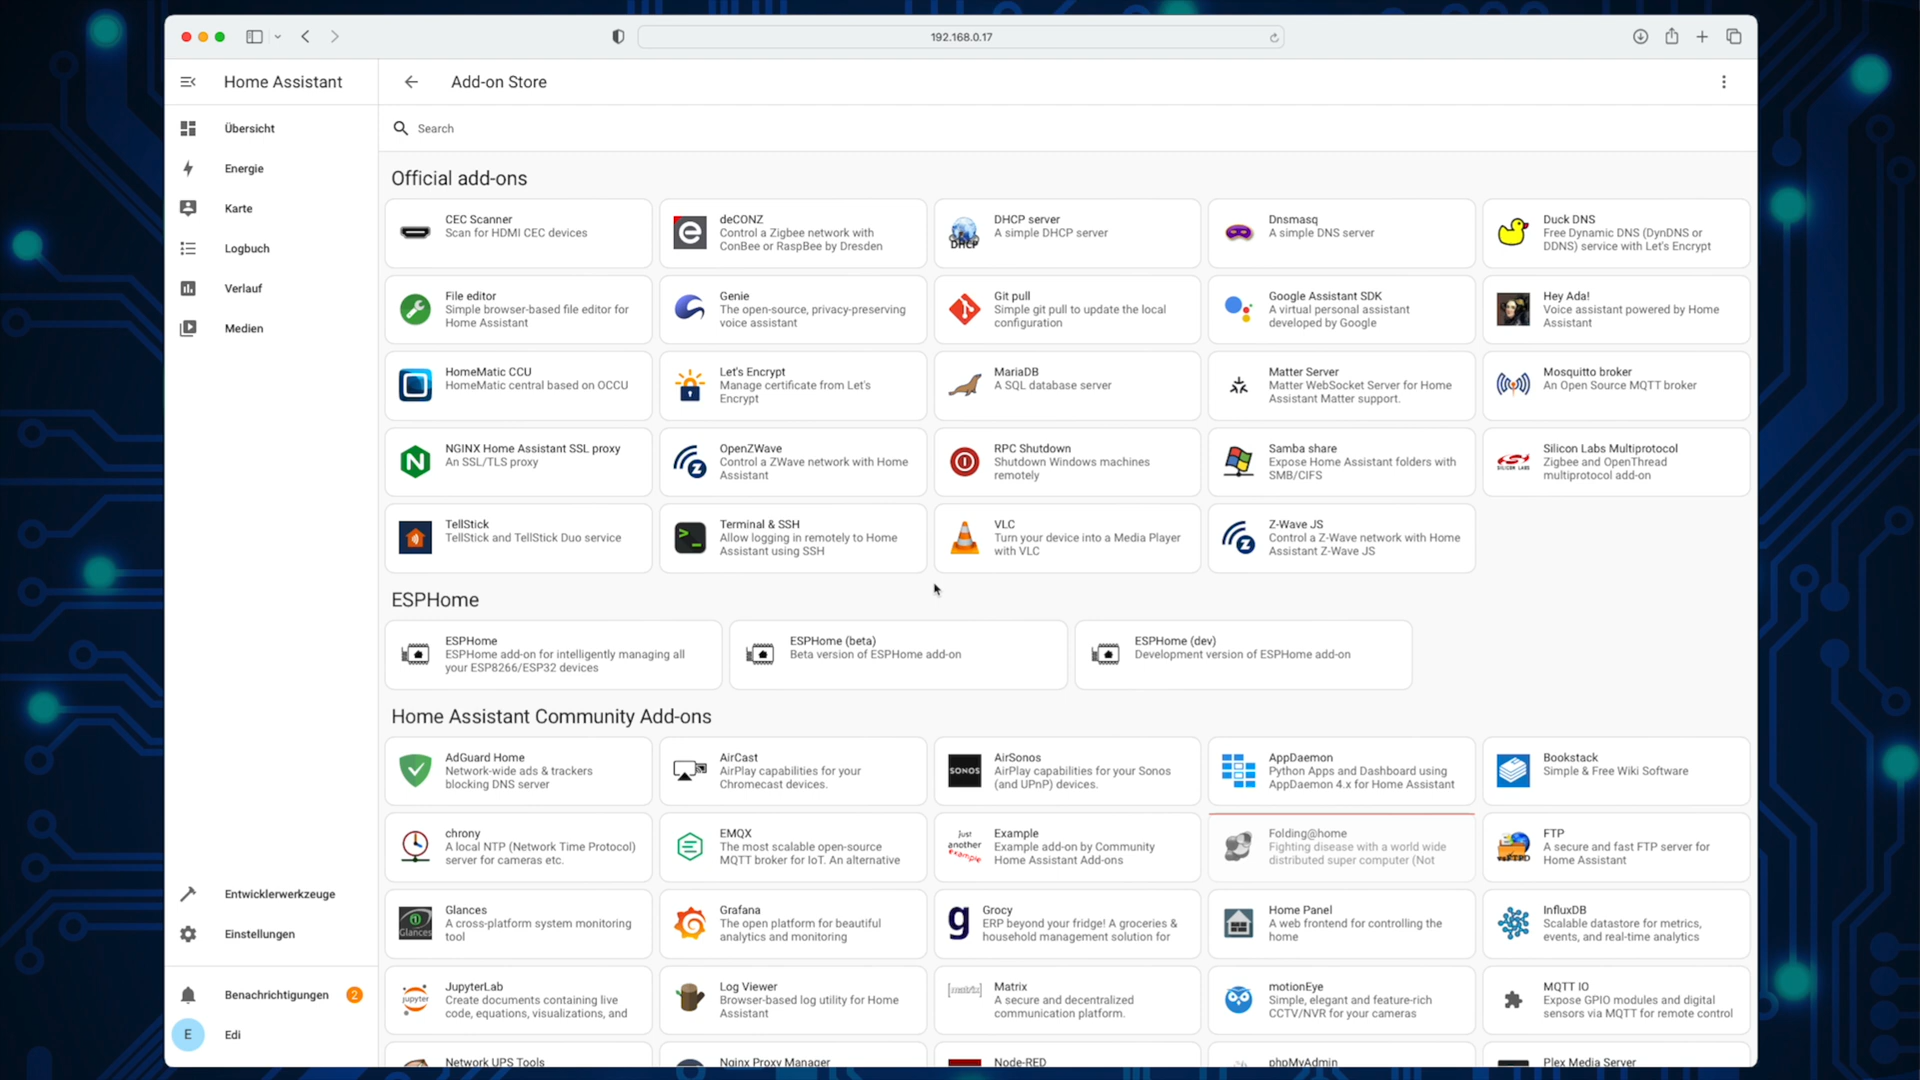 192.168.0.17
Home Assistant
Add-on Store
Übersicht
Energie
Karte
Logbuch
Verlauf
Medien
Entwicklerwerkzeuge
Einstellungen
Benachrichtigungen
2
E
Edi
Search
Official add-ons
CEC Scanner
Scan for HDMI CEC devices
deCONZ
Control a Zigbee network with
ConBee or RaspBee by Dresden
DHCP
DHCP server
A simple DHCP server
Dnsmasq
A simple DNS server
Duck DNS
Free Dynamic DNS (DynDNS or
DDNS) service with Let's Encrypt
File editor
Simple browser-based file editor for
Home Assistant
Genie
The open-source, privacy-preserving
voice assistant
Git pull
Simple git pull to update the local
configuration
Google Assistant SDK
A virtual personal assistant
developed by Google
Hey Ada!
Voice assistant powered by Home
Assistant
HomeMatic CCU
HomeMatic central based on OCCU
Let's Encrypt
Manage certificate from Let's
Encrypt
MariaDB
A SQL database server
Matter Server
Matter WebSocket Server for Home
Assistant Matter support.
Mosquitto broker
An Open Source MQTT broker
N
NGINX Home Assistant SSL proxy
An SSL/TLS proxy
OpenZWave
Control a ZWave network with Home
Assistant
RPC Shutdown
Shutdown Windows machines
remotely
Samba share
Expose Home Assistant folders with
SMB/CIFS
SILICON LABS
Silicon Labs Multiprotocol
Zigbee and OpenThread
multiprotocol add-on
TellStick
TellStick and TellStick Duo service
Terminal & SSH
Allow logging in remotely to Home
Assistant using SSH
VLC
Turn your device into a Media Player
with VLC
Z-Wave JS
Control a Z-Wave network with Home
Assistant Z-Wave JS
ESPHome
ESPHome
ESPHome add-on for intelligently managing all
your ESP8266/ESP32 devices
ESPHome (beta)
Beta version of ESPHome add-on
ESPHome (dev)
Development version of ESPHome add-on
Home Assistant Community Add-ons
AdGuard Home
Network-wide ads & trackers
blocking DNS server
AirCast
AirPlay capabilities for your
Chromecast devices.
SONOS
AirSonos
AirPlay capabilities for your Sonos
(and UPnP) devices.
AppDaemon
Python Apps and Dashboard using
AppDaemon 4.x for Home Assistant
Bookstack
Simple & Free Wiki Software
chrony
A local NTP (Network Time Protocol)
server for cameras etc.
EMQX
The most scalable open-source
MQTT broker for IoT. An alternative
just
another
example
Example
Example add-on by Community
Home Assistant Add-ons
Folding@home
Fighting disease with a world wide
distributed super computer (Not
vsFTPD
FTP
A secure and fast FTP server for
Home Assistant
Glances
Glances
A cross-platform system monitoring
tool
Grafana
The open platform for beautiful
analytics and monitoring
g
Grocy
ERP beyond your fridge! A groceries &
household management solution for
Home Panel
A web frontend for controlling the
home
InfluxDB
Scalable datastore for metrics,
events, and real-time analytics
jupyter
JupyterLab
Create documents containing live
code, equations, visualizations, and
Log Viewer
Browser-based log utility for Home
Assistant
[matrix]
Matrix
A secure and decentralized
communication platform.
motionEye
Simple, elegant and feature-rich
CCTV/NVR for your cameras
MQTT IO
Expose GPIO modules and digital
sensors via MQTT for remote control
Network UPS Tools
Nginx Proxy Manager
Node-RED
phpMyAdmin
Plex Media Server